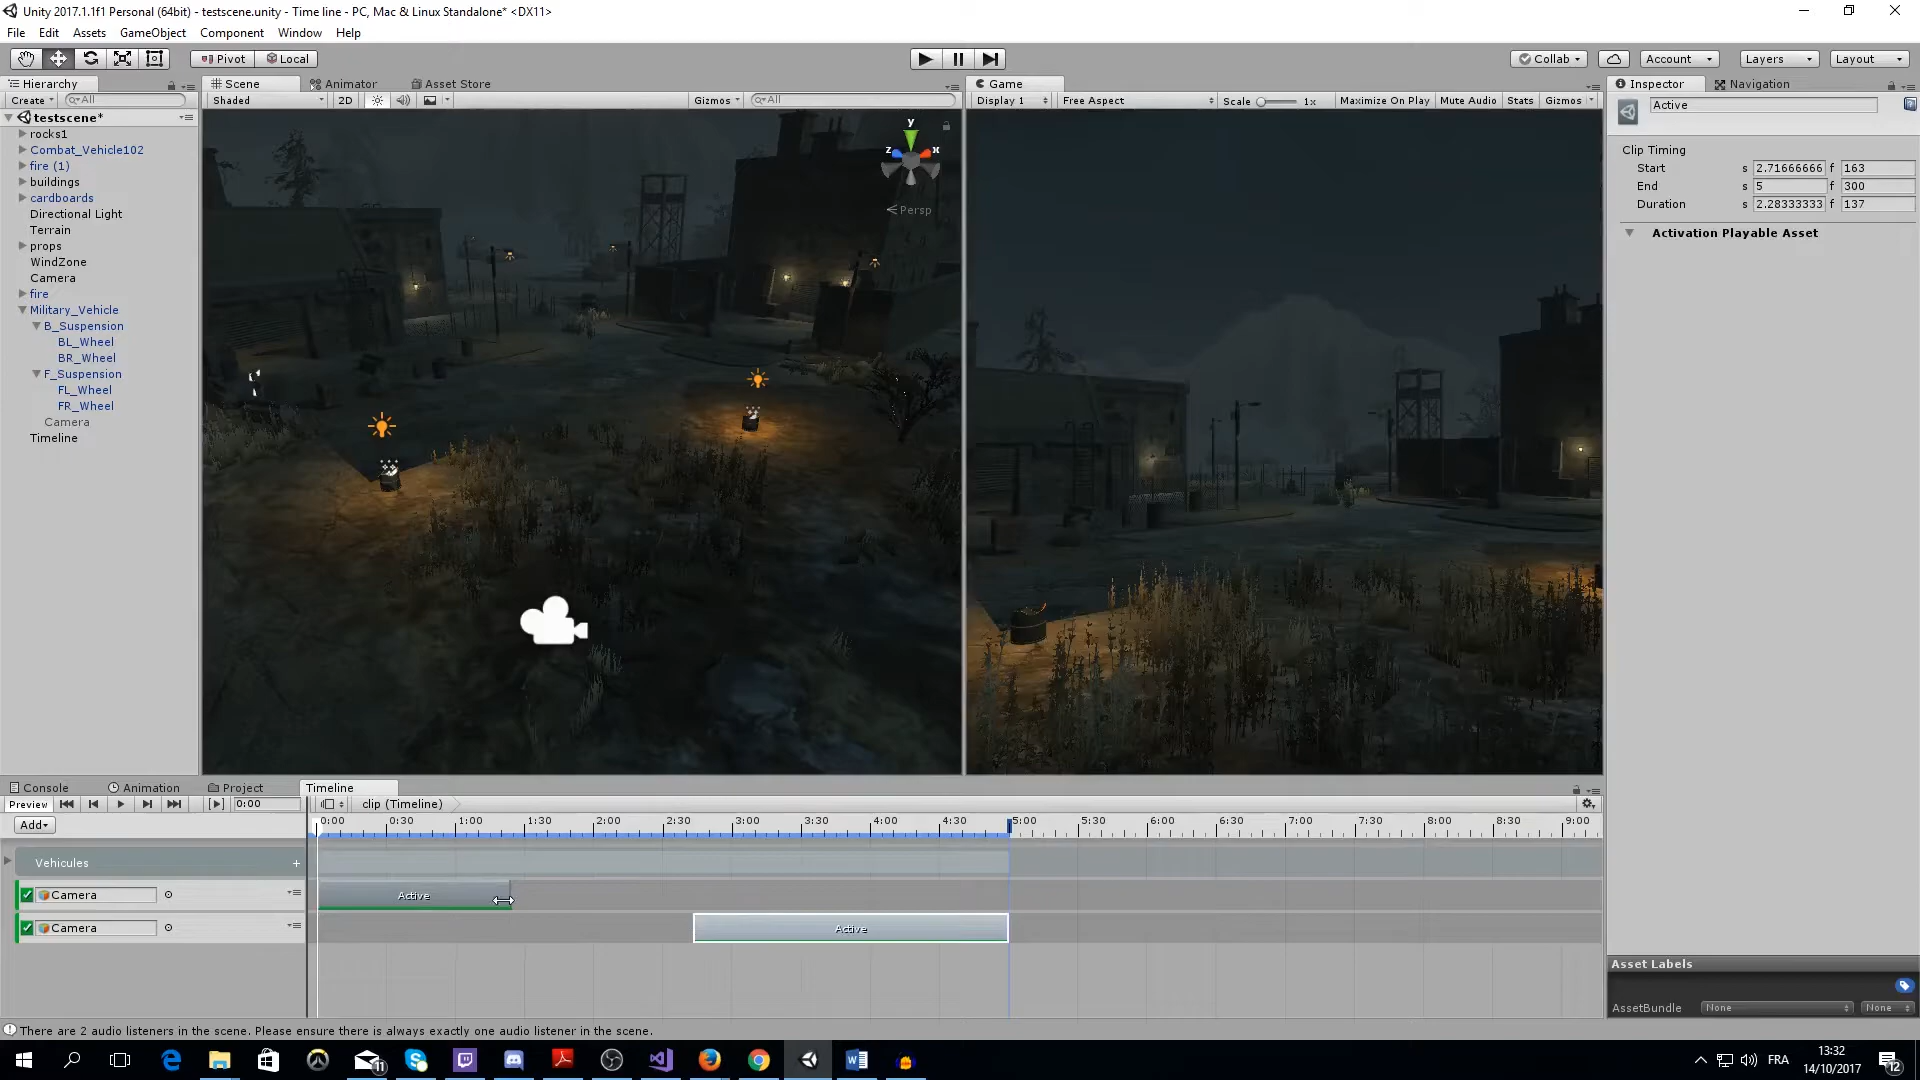 Unity 2017.1.1f1 Personal (64bit) - testscene.unity - Time line - PC, Mac & Linux Standalone* <DX11>
File Edit Assets GameObject Component Window Help
Pivot Local Collab Account Layers Layout
Hierarchy Scene Animator Asset Store Game Inspector Navigation
Create All Shaded 2D Gizmos All Display 1 Free Aspect Scale 1x Maximize On Play Mute Audio Stats Gizmos Active
testscene*
rocks1
Combat_Vehicle102
fire (1)
buildings
cardboards
Directional Light
Terrain
props
WindZone
Camera
fire
Military_Vehicle
B_Suspension
BL_Wheel
BR_Wheel
F_Suspension
FL_Wheel
FR_Wheel
Camera
Timeline
y
z x
Persp
Clip Timing
Start s 2.71666666 f 163
End s 5 f 300
Duration s 2.28333333 f 137
Activation Playable Asset
Console Animation Project Timeline
Preview 0:00 clip (Timeline)
Add
0:00 0:30 1:00 1:30 2:00 2:30 3:00 3:30 4:00 4:30 5:00 5:30 6:00 6:30 7:00 7:30 8:00 8:30 9:00
Vehicules
Camera Active
Camera Active
Asset Labels
AssetBundle None None
There are 2 audio listeners in the scene. Please ensure there is always exactly one audio listener in the scene.
11
FRA
13:32
14/10/2017
12